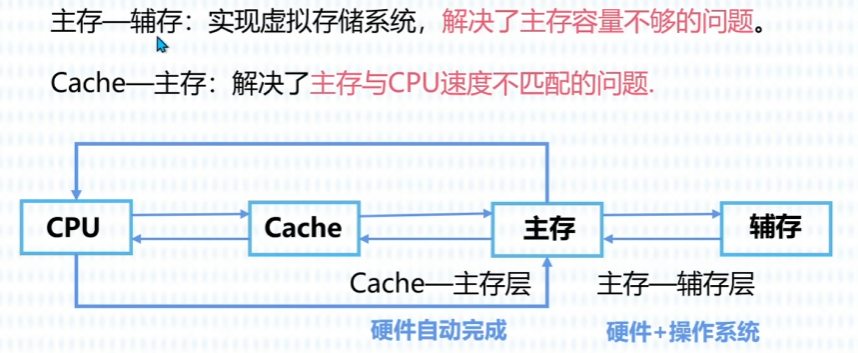 主存—辅存：实现虚拟存储系统，解决了主存容量不够的问题。
Cache—主存：解决了主存与CPU速度不匹配的问题.
CPU
Cache
主存
辅存
Cache—主存层
主存—辅存层
硬件自动完成
硬件+操作系统